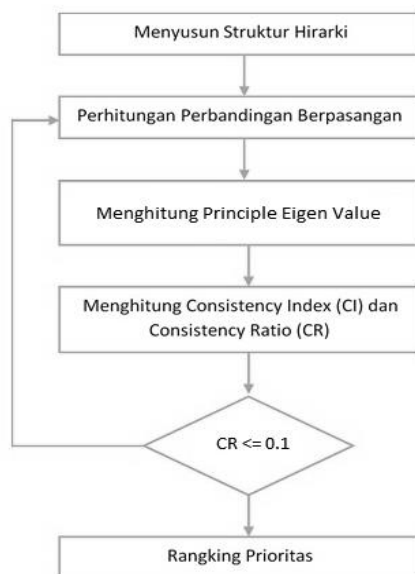 Menyusun Struktur Hirarki
Perhitungan Perbandingan Berpasangan
Menghitung Principle Eigen Value
Menghitung Consistency Index (CI) dan
Consistency Ratio (CR)
CR <= 0.1
Rangking Prioritas